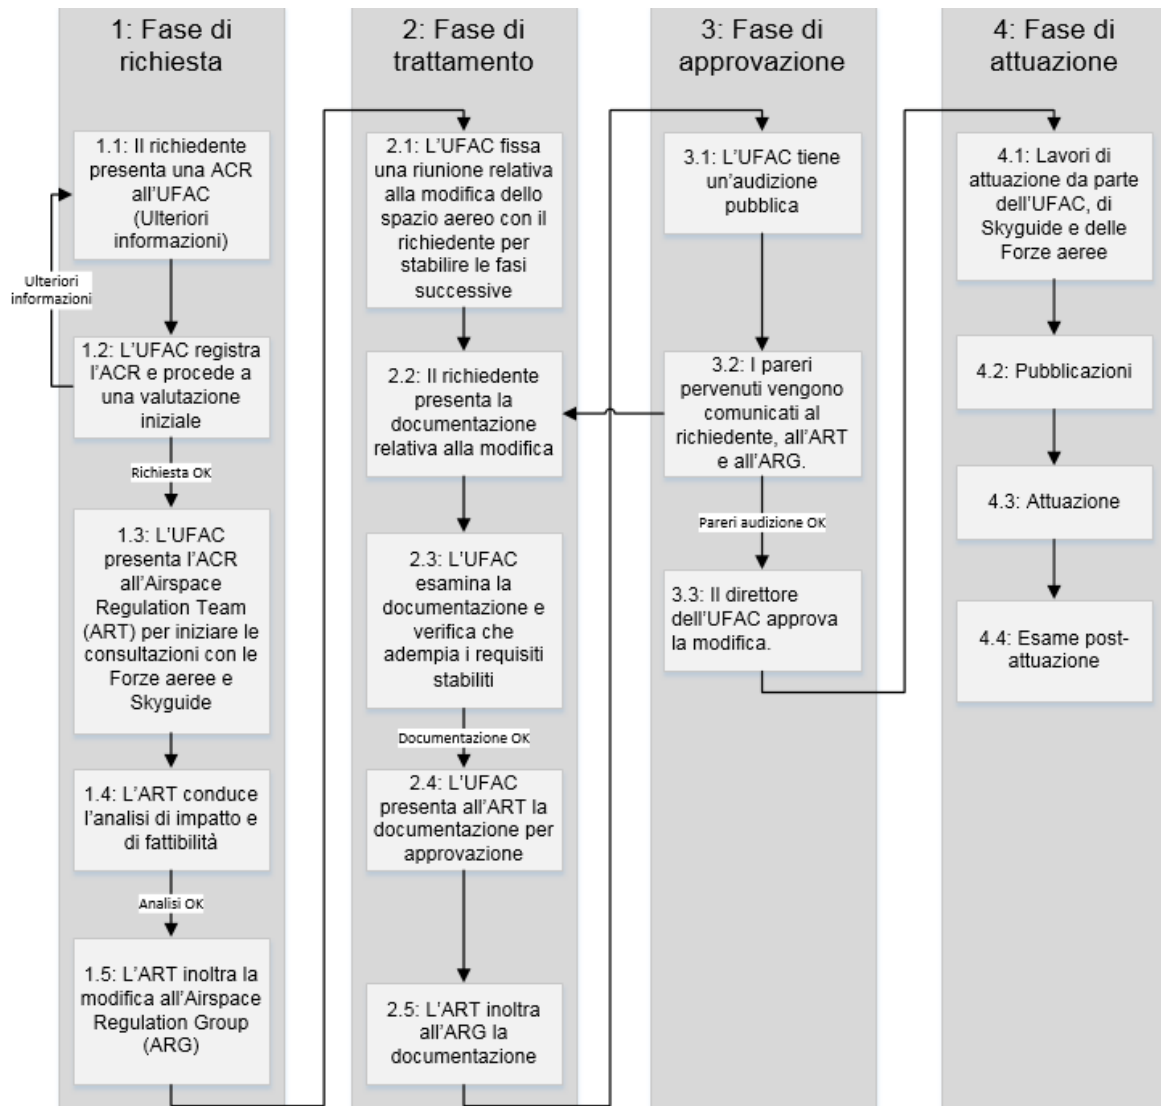 1: Fase di
richiesta
1.1: Il richiedente
presenta una ACR
all'UFAC
(Ulteriori
informazioni)
Ulteriori
informazioni
1.2: L'UFAC registra
l'ACR e procede a
una valutazione
iniziale
Richiesta OK
1.3: L'UFAC
presenta l'ACR
all'Airspace
Regulation Team
(ART) per iniziare le
consultazioni con le
Forze aeree e
Skyguide
1.4: L'ART conduce
l'analisi di impatto e
di fattibilità
Analisi OK
1.5: L'ART inoltra la
modifica all'Airspace
Regulation Group
(ARG)
2: Fase di
trattamento
2.1: L'UFAC fissa
una riunione relativa
alla modifica dello
spazio aereo con il
richiedente per
stabilire le fasi
successive
2.2: Il richiedente
presenta la
documentazione
relativa alla modifica
2.3: L'UFAC
esamina la
documentazione e
verifica che
adempia i requisiti
stabiliti
Documentazione OK
2.4: L'UFAC
presenta all'ART la
documentazione per
approvazione
2.5: L'ART inoltra
all'ARG la
documentazione
3: Fase di
approvazione
3.1: L'UFAC tiene
un'audizione
pubblica
3.2: I pareri
pervenuti vengono
comunicati al
richiedente, all'ART
e all'ARG.
Pareri audizione OK
3.3: Il direttore
dell'UFAC approva
la modifica.
4: Fase di
attuazione
4.1: Lavori di
attuazione da parte
dell'UFAC, di
Skyguide e delle
Forze aeree
4.2: Pubblicazioni
4.3: Attuazione
4.4: Esame post-
attuazione